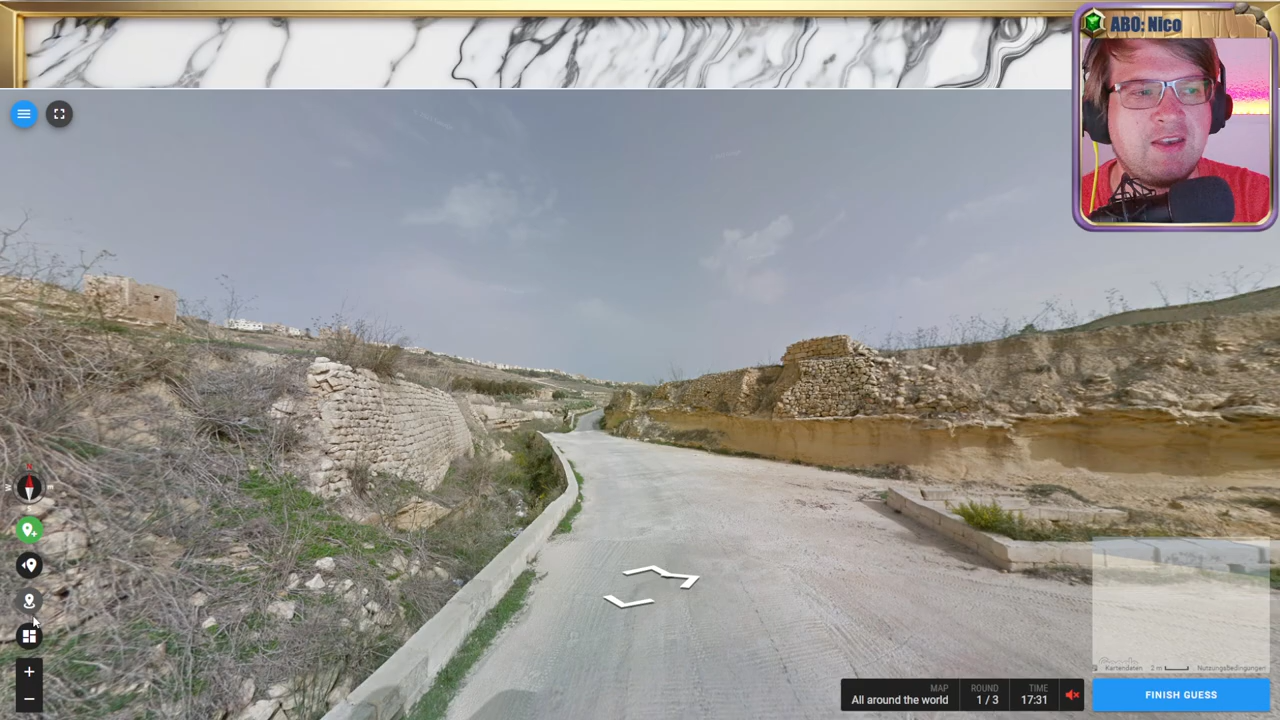 ABO: Nico
N
W
E
MAP
All around the world
ROUND
1 / 3
TIME
17:31
Kartendaten
2 m
Nutzungsbedingungen
FINISH GUESS